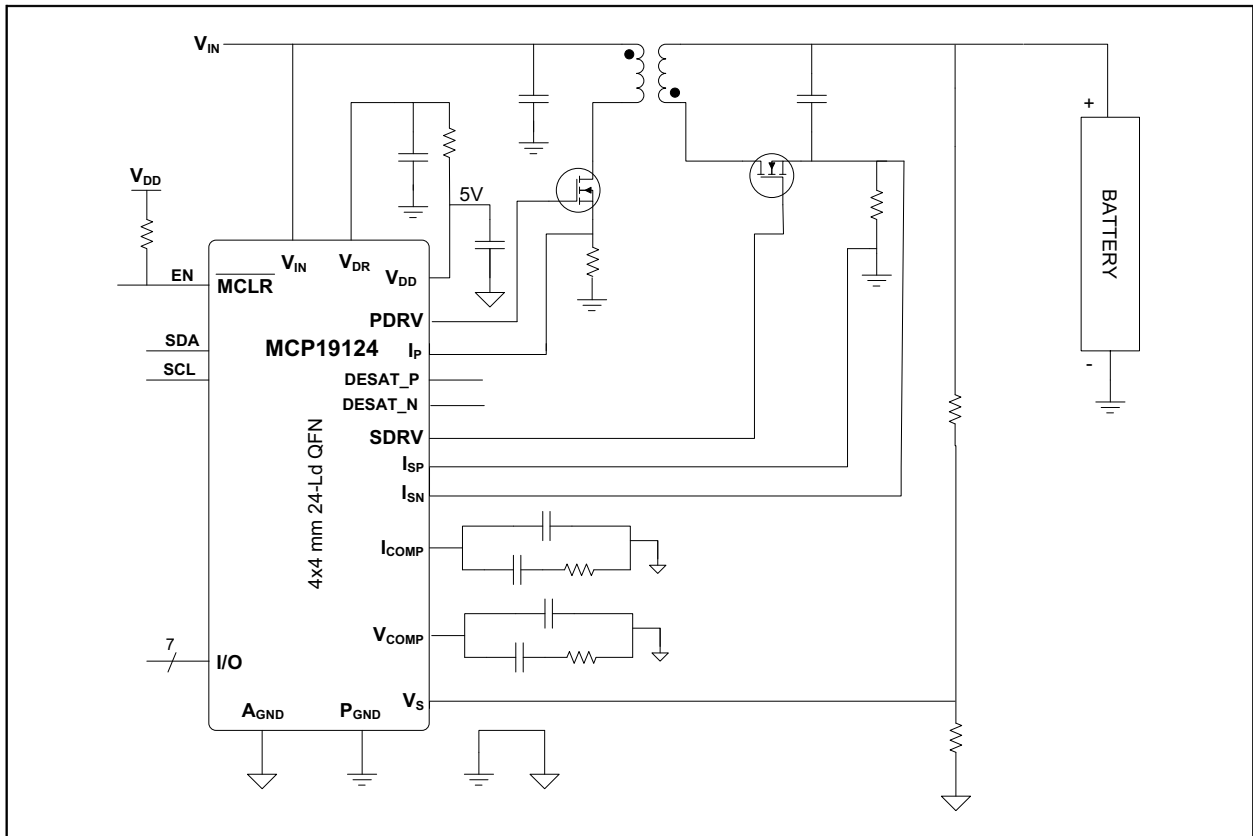 VIN
VDD
5V
EN
MCLR
VIN
VDR
VDD
PDRV
MCP19124
IP
SDA
SCL
DESAT_P
DESAT_N
SDRV
ISP
ISN
4x4 mm 24-Ld QFN
ICOMP
VCOMP
7
I/O
VS
AGND
PGND
+
BATTERY
-